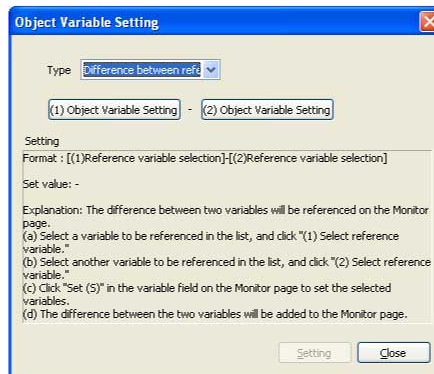 Object Variable Setting
Type Difference between refe
(1) Object Variable Setting - (2) Object Variable Setting
Setting
Format : [(1)Reference variable selection]-[(2)Reference variable selection]
Set value: -
Explanation: The difference between two variables will be referenced on the Monitor
page.
(a) Select a variable to be referenced in the list, and click "(1) Select reference
variable."
(b) Select another variable to be referenced in the list, and click "(2) Select reference
variable."
(c) Click "Set (S)" in the variable field on the Monitor page to set the selected
variables.
(d) The difference between the two variables will be added to the Monitor page.
Setting Close